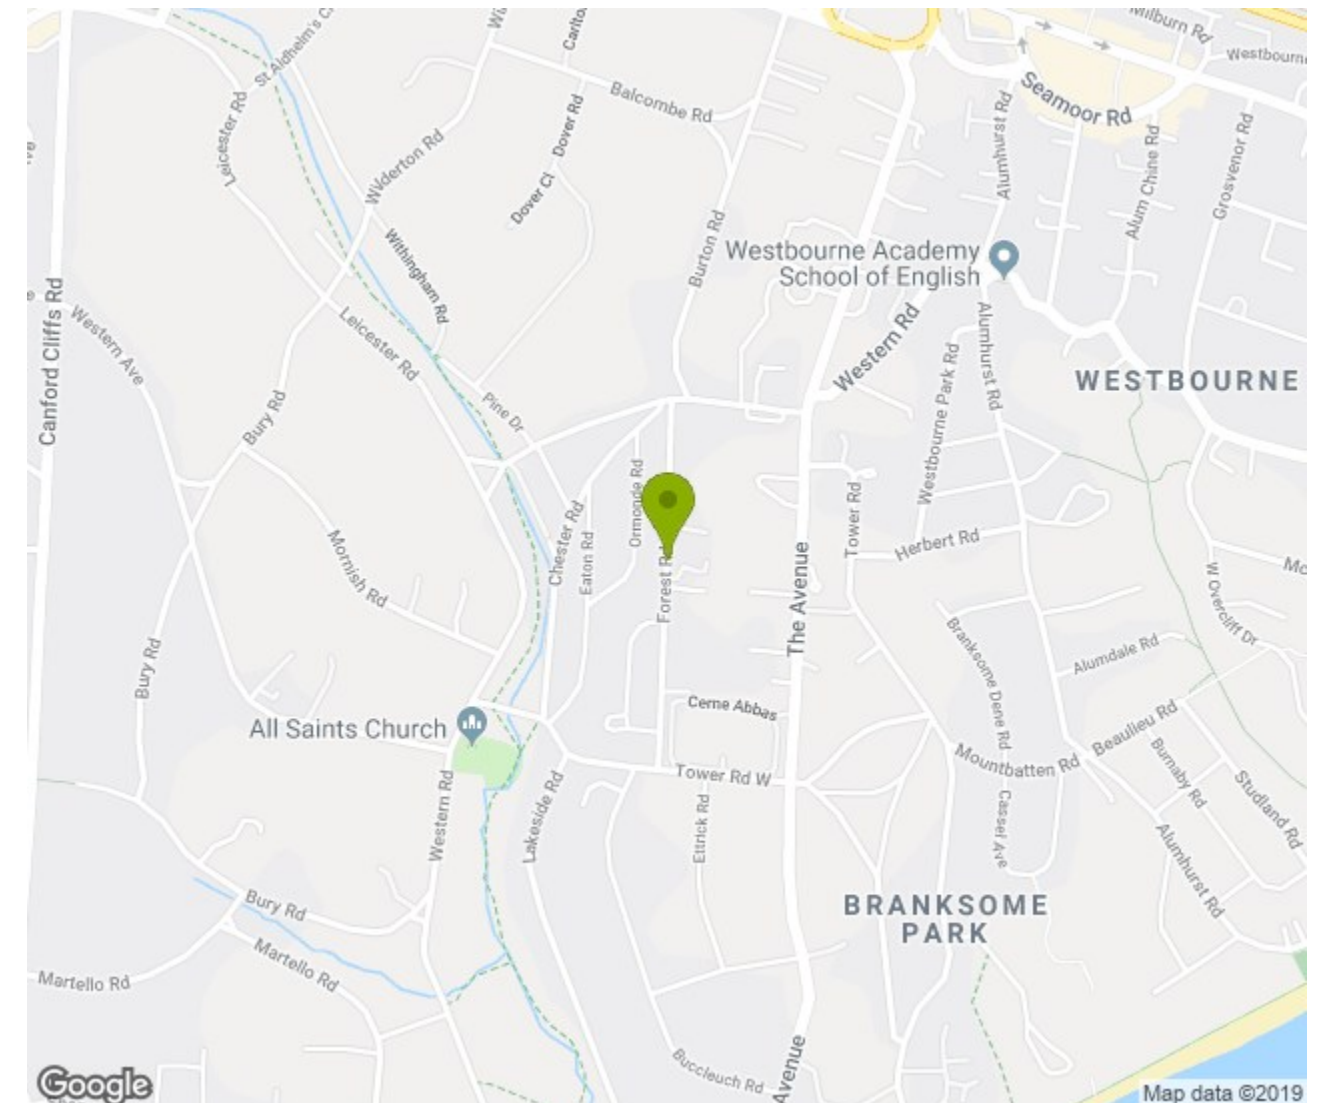 St Aldhelm's Cl
Carlto
Milburn Rd
Westbourn
Seamoor Rd
Balcombe Rd
Dover Rd
Leicester Rd
Alumhurst Rd
Grosvenor Rd
Wilderton Rd
Alum Chine Rd
Dover Cl
Withingham Rd
Burton Rd
Westbourne Academy
School of English
Canford Cliffs Rd
Western Ave
Leicester Rd
Western Rd
Alumhurst Rd
Westbourne Park Rd
WESTBOURNE
Bury Rd
Pine Dr
Ormonde Rd
Chester Rd
Eaton Rd
Forest Rd
Tower Rd
Herbert Rd
The Avenue
Mc
W Overcliff Dr
Mornish Rd
Bury Rd
Branksome Dene Rd
Alumdale Rd
Cerne Abbas
All Saints Church
Beaulieu Rd
Mountbatten Rd
Burnaby Rd
Studland Rd
Tower Rd W
Western Rd
Lakeside Rd
Ettrick Rd
Cassel Ave
Alumhurst Rd
Bury Rd
BRANKSOME
PARK
Martello Rd
Martello Rd
Buccleuch Rd
Avenue
Google
Map data ©2019